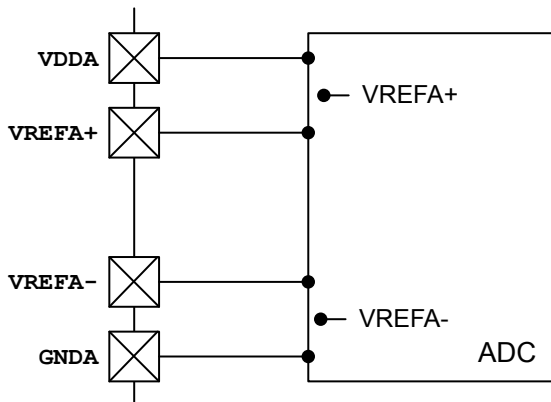 VDDA
VREFA+
VREFA+
VREFA-
VREFA-
GNDA
ADC